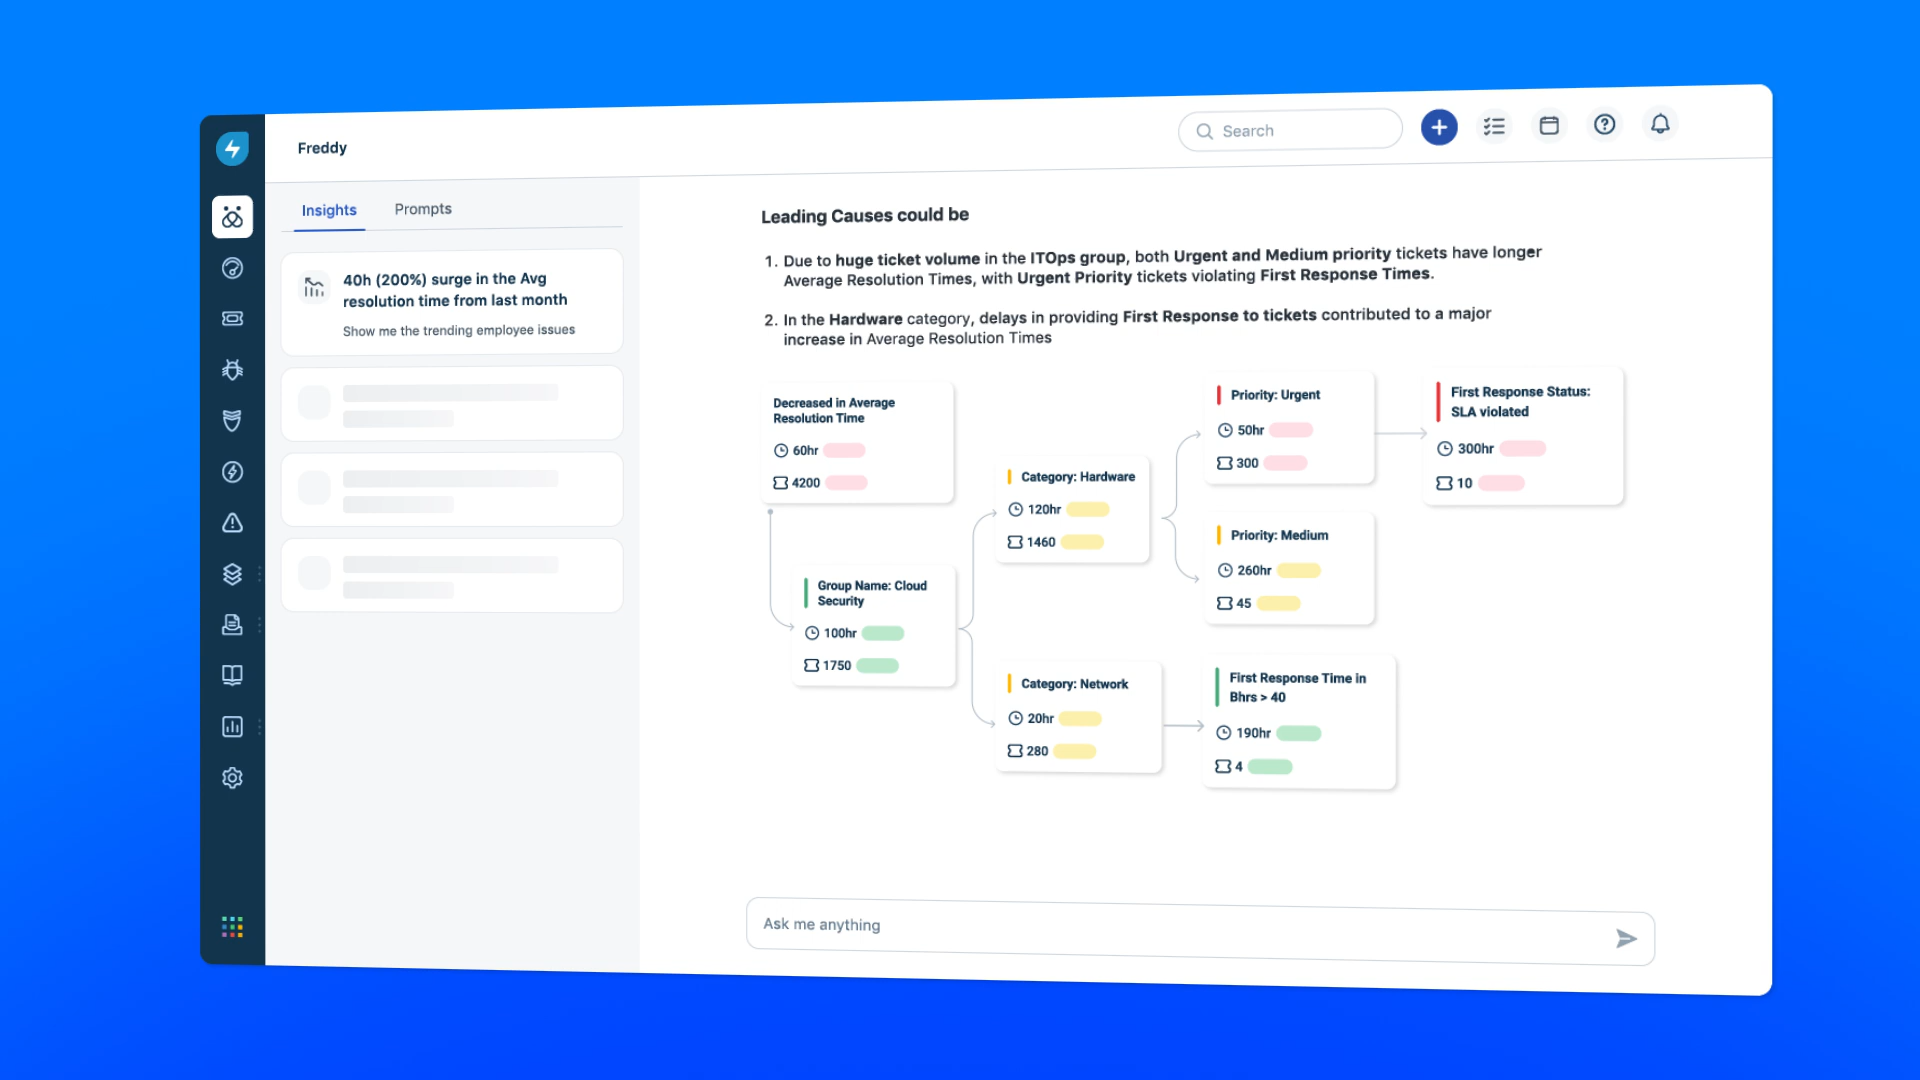 Freddy
Search
Insights
Prompts
40h (200%) surge in the Avg
resolution time from last month
Show me the trending employee issues
Leading Causes could be
1. Due to huge ticket volume in the ITOps group, both Urgent and Medium priority tickets have longer
Average Resolution Times, with Urgent Priority tickets violating First Response Times.
2. In the Hardware category, delays in providing First Response to tickets contributed to a major
increase in Average Resolution Times
Decreased in Average
Resolution Time
60hr
4200
Group Name: Cloud
Security
100hr
1750
Category: Hardware
120hr
1460
Category: Network
20hr
280
Priority: Urgent
50hr
300
Priority: Medium
260hr
45
First Response Time in
Bhrs > 40
190hr
4
First Response Status:
SLA violated
300hr
10
Ask me anything